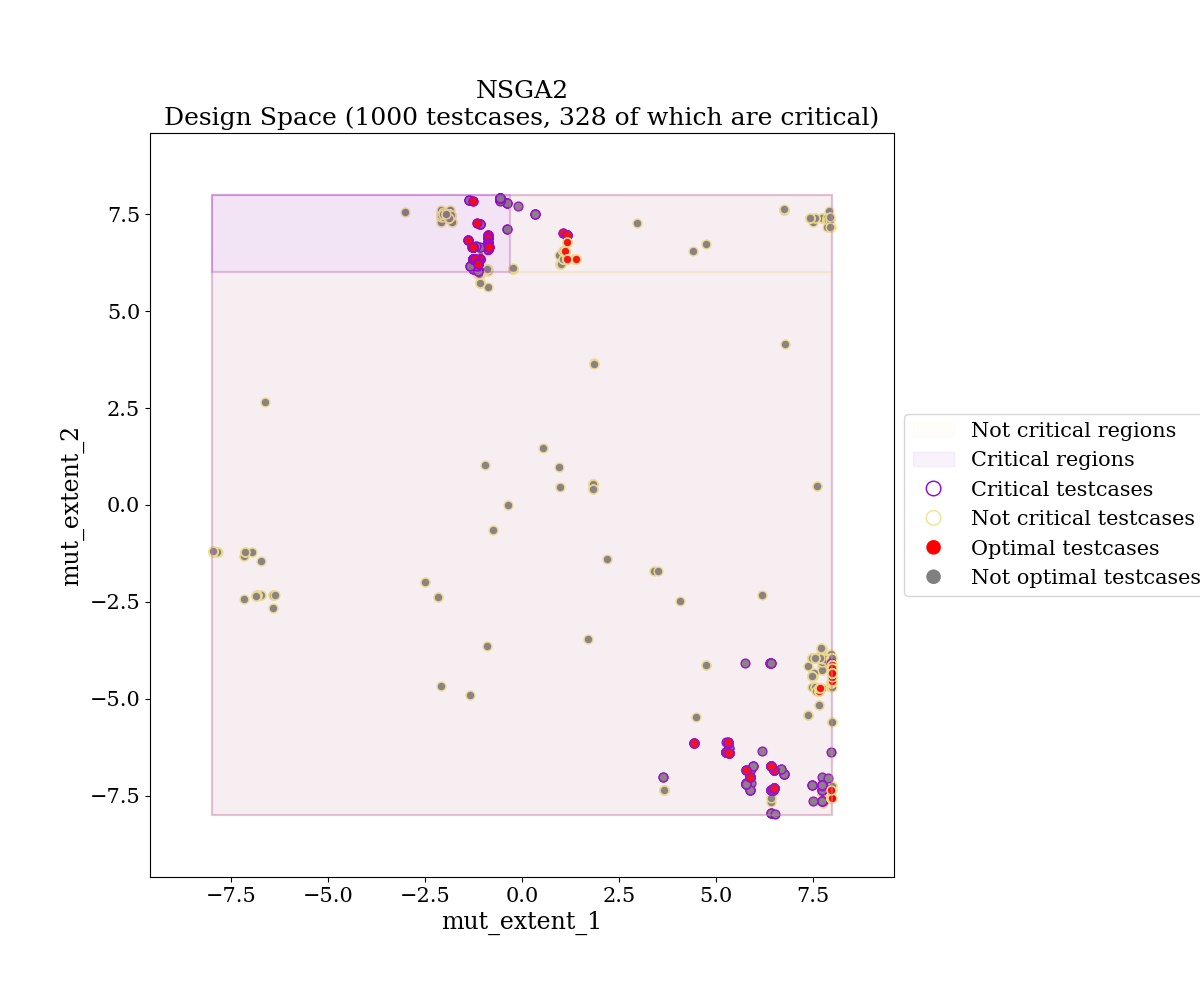 NSGA2
Design Space (1000 testcases, 328 of which are critical)
7.5
5.0
2.5
0.0
−2.5
−5.0
−7.5
mut_extent_2
−7.5
−5.0
−2.5
0.0
2.5
5.0
7.5
mut_extent_1
Not critical regions
Critical regions
Critical testcases
Not critical testcases
Optimal testcases
Not optimal testcases